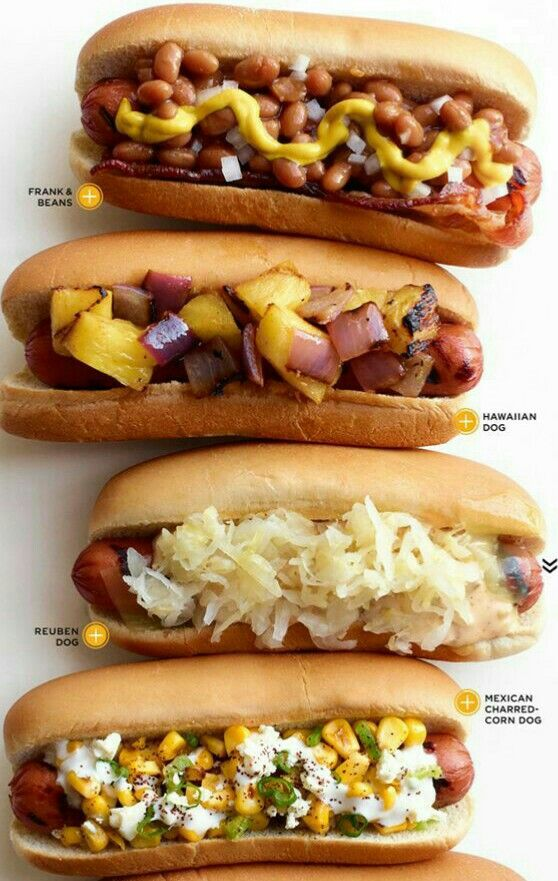 FRANK &
BEANS
HAWAIIAN
DOG
REUBEN
DOG
MEXICAN
CHARRED-
CORN DOG